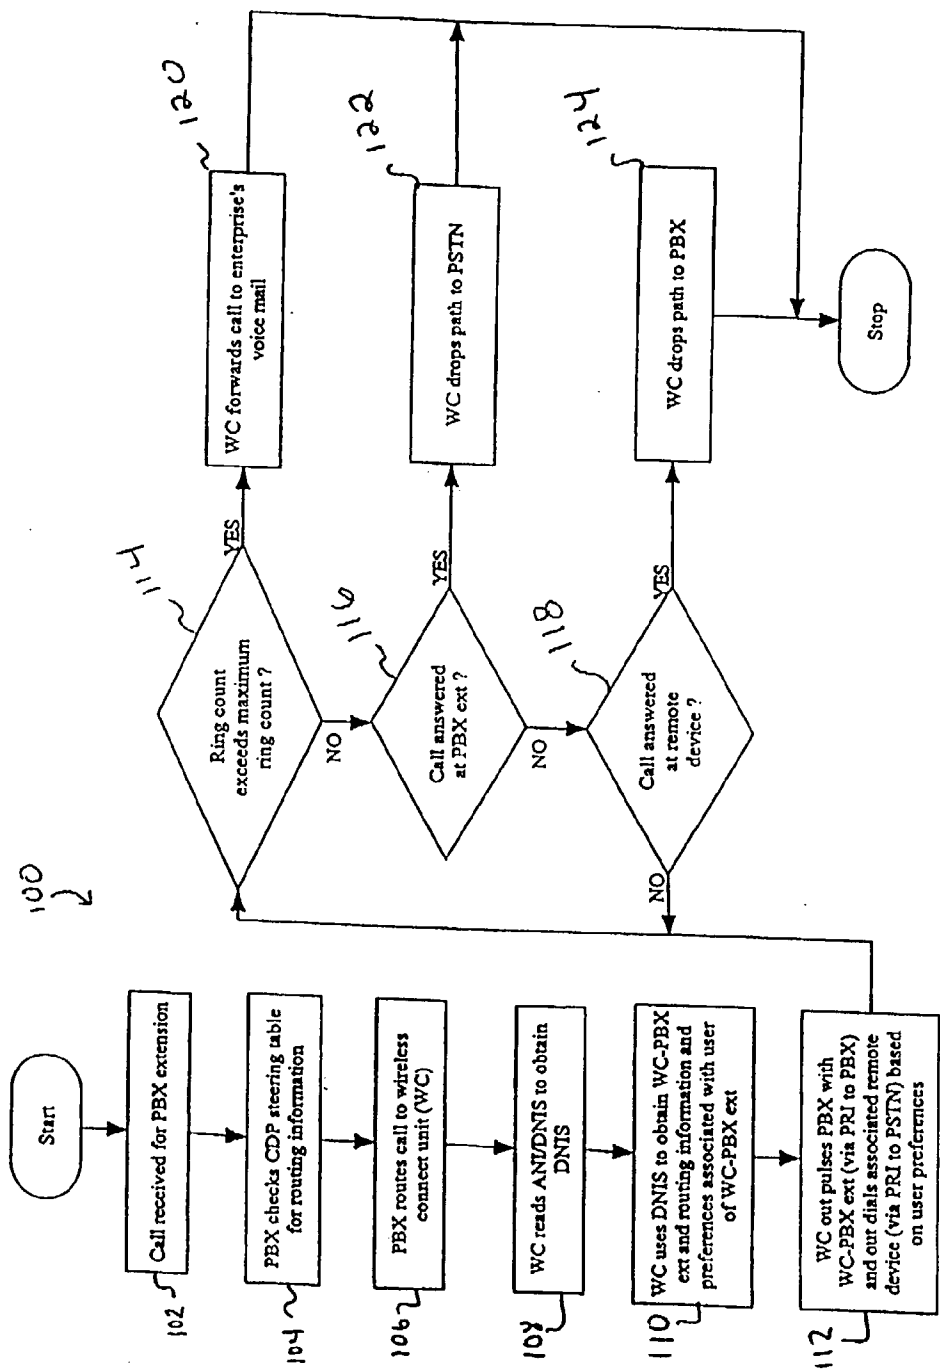 100
Start
Call received for PBX extension
102
PBX checks CDP steering table
for routing information
104
PBX routes call to wireless
connect unit (WC)
106
WC reads ANI/DNIS to obtain
DNIS
108
WC uses DNIS to obtain WC-PBX
ext and routing information and
preferences associated with user
of WC-PBX ext
110
WC out pulses PBX with
WC-PBX ext (via PRI to PBX)
and out dials associated remote
device (via PRI to PSTN) based
on user preferences
112
Ring count
exceeds maximum
ring count ?
114
YES
NO
WC forwards call to enterprise's
voice mail
120
Call answered
at PBX ext ?
116
YES
NO
WC drops path to PSTN
122
Call answered
at remote
device ?
118
YES
NO
WC drops path to PBX
124
Stop